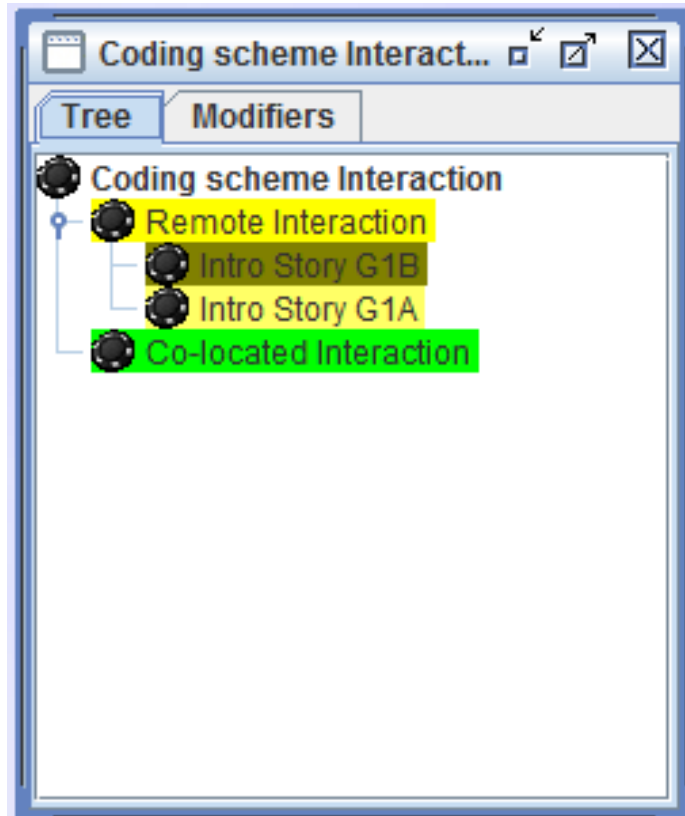 Coding scheme Interact...
Tree Modifiers
Coding scheme Interaction
Remote Interaction
Intro Story G1B
Intro Story G1A
Co-located Interaction